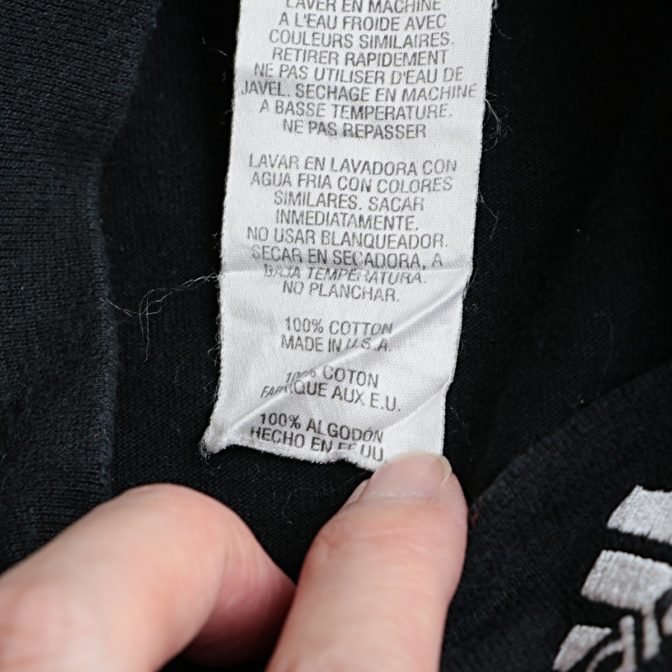 LAVER EN MACHINE
A L'EAU FROIDE AVEC
COULEURS SIMILAIRES.
RETIRER RAPIDEMENT
NE PAS UTILISER D'EAU DE
JAVEL. SECHAGE EN MACHINE
A BASSE TEMPERATURE.
NE PAS REPASSER
LAVAR EN LAVADORA CON
AGUA FRIA CON COLORES
SIMILARES. SACAR
INMEDIATAMENTE.
NO USAR BLANQUEADOR.
SECAR EN SECADORA, A
BAJA TEMPERATURA.
NO PLANCHAR.
100% COTTON
MADE IN U.S.A.
100% COTON
FABRIQUE AUX E.U.
100% ALGODÓN
HECHO EN EE UU